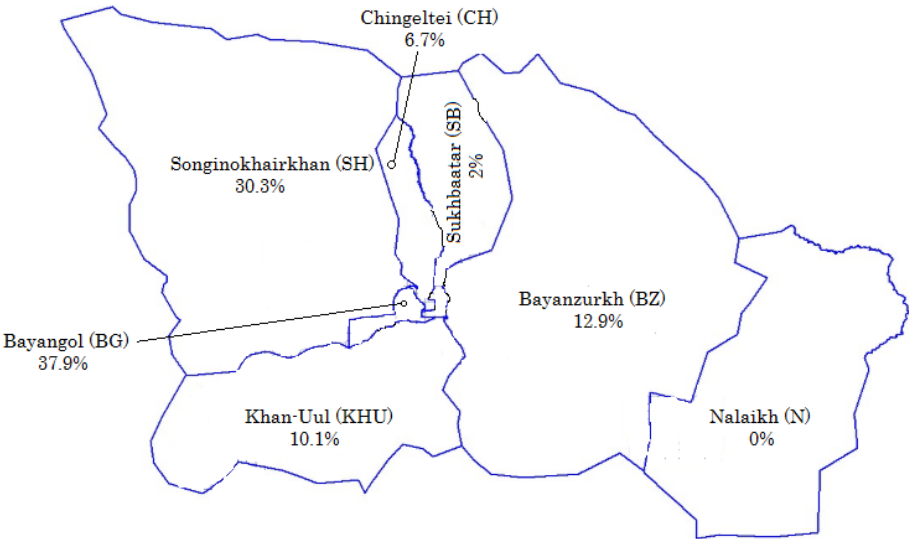 Chingeltei (CH)
6.7%
Sukhbaatar (SB)
2%
Songinokhairkhan (SH)
30.3%
Bayanzurkh (BZ)
12.9%
Bayangol (BG)
37.9%
Khan-Uul (KHU)
10.1%
Nalaikh (N)
0%